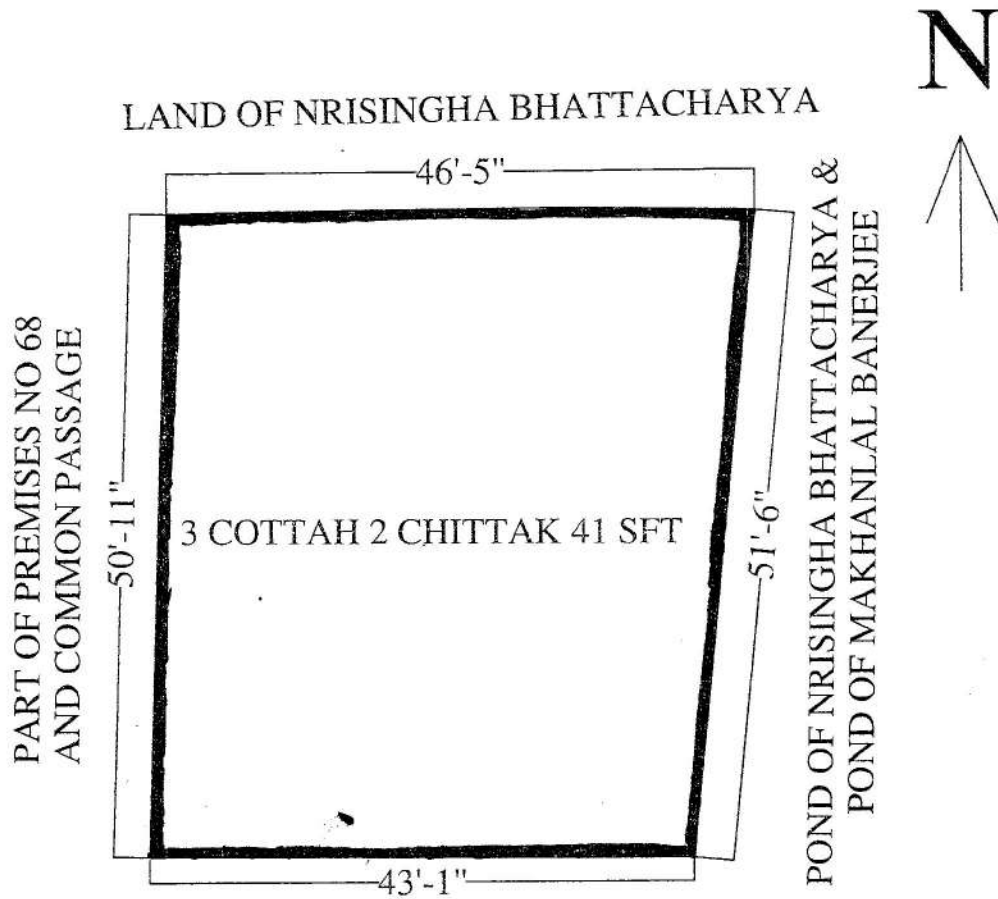 N
LAND OF NRISINGHA BHATTACHARYA
46'-5"
PART OF PREMISES NO 68
AND COMMON PASSAGE
50'-11"
3 COTTAH 2 CHITTAK 41 SFT
51'-6"
POND OF NRISINGHA BHATTACHARYA &
POND OF MAKHANLAL BANERJEE
43'-1"